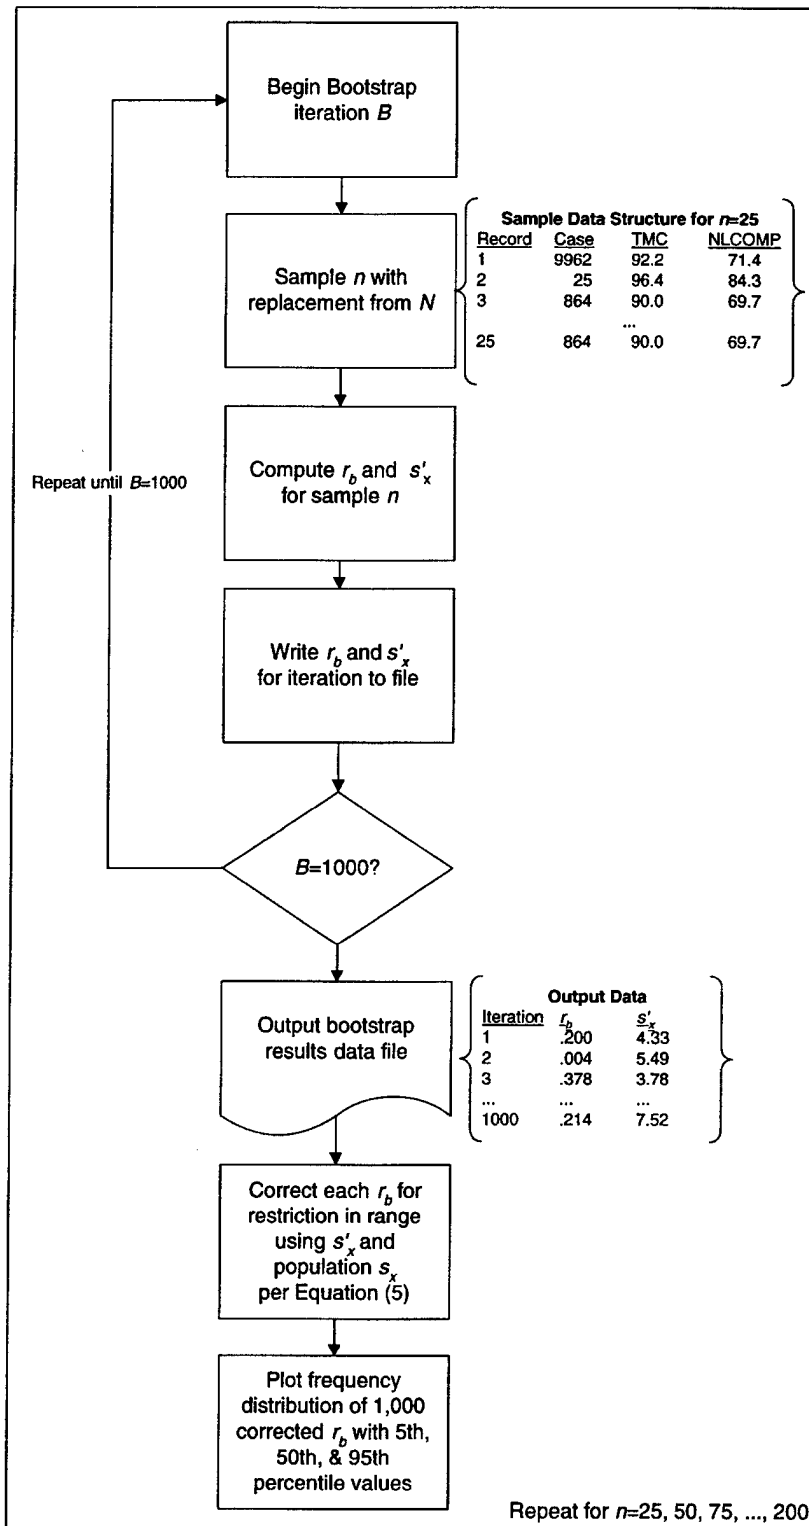 Begin Bootstrap
iteration B
Sample n with
replacement from N
Sample Data Structure for n=25
Record Case TMC NLCOMP
1 9962 92.2 71.4
2 25 96.4 84.3
3 864 90.0 69.7
...
25 864 90.0 69.7
Compute r_b and s'_x
for sample n
Repeat until B=1000
Write r_b and s'_x
for iteration to file
B=1000?
Output bootstrap
results data file
Output Data
Iteration r_b s'_x
1 .200 4.33
2 .004 5.49
3 .378 3.78
... ... ...
1000 .214 7.52
Correct each r_b for
restriction in range
using s'_x and
population s_x
per Equation (5)
Plot frequency
distribution of 1,000
corrected r_b with 5th,
50th, & 95th
percentile values
Repeat for n=25, 50, 75, ..., 200